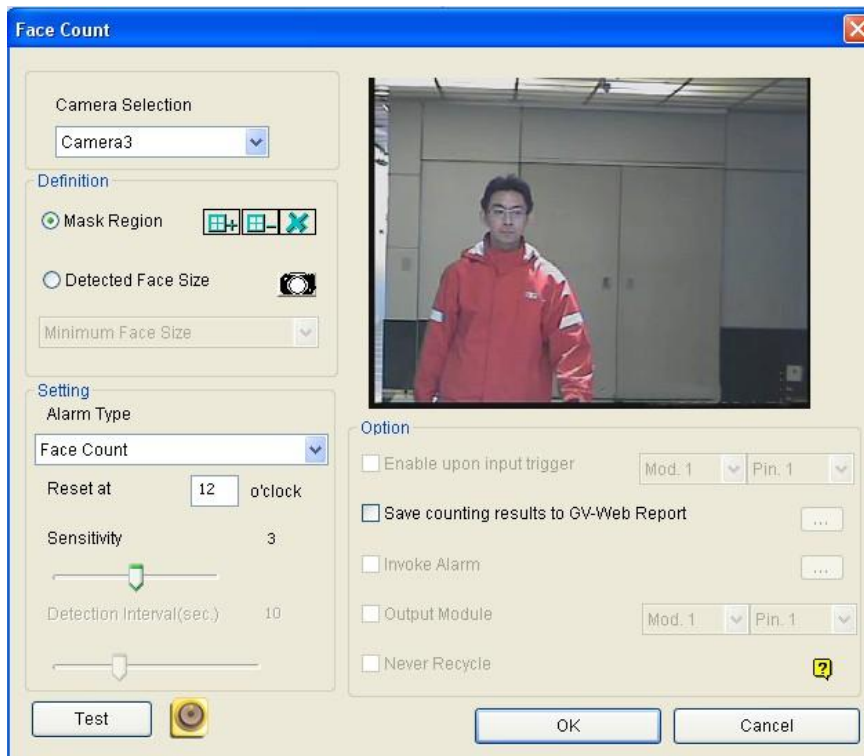 Face Count
Camera Selection
Camera3
Definition
Mask Region
Detected Face Size
Minimum Face Size
Setting
Alarm Type
Face Count
Reset at 12 o'clock
Sensitivity 3
Detection Interval(sec.) 10
Test
Option
Enable upon input trigger Mod. 1 Pin. 1
Save counting results to GV-Web Report ...
Invoke Alarm ...
Output Module Mod. 1 Pin. 1
Never Recycle
OK Cancel